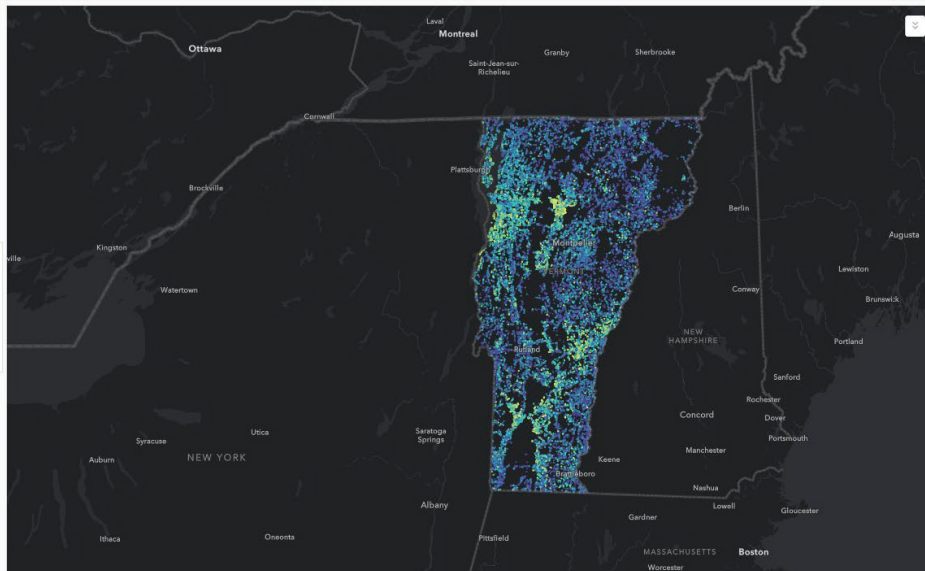 Laval
Montreal
Ottawa
Granby
Sherbrooke
Saint-Jean-sur-
Richelieu
Cornwall
Plattsburgh
Brockville
Berlin
Kingston
Montpelier
Augusta
ville
VERMONT
Lewiston
Watertown
Conway
Brunswick
NEW
HAMPSHIRE
Portland
Rutland
Sanford
Rochester
Concord
Dover
Saratoga
Springs
Utica
Syracuse
Portsmouth
Manchester
Auburn
NEW YORK
Keene
Brattleboro
Nashua
Albany
Lowell
Gloucester
Gardner
Ithaca
Oneonta
Pittsfield
MASSACHUSETTS
Boston
Worcester